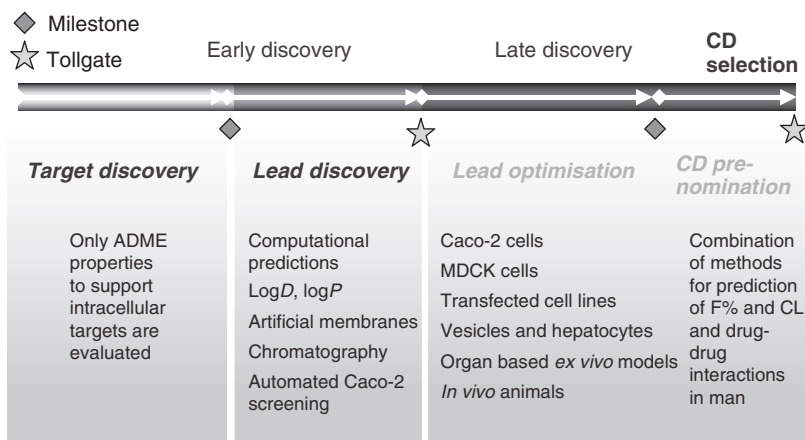 Milestone
Tollgate
Early discovery
Late discovery
CD
selection
Target discovery
Only ADME
properties
to support
intracellular
targets are
evaluated
Lead discovery
Computational
predictions
LogD, logP
Artificial membranes
Chromatography
Automated Caco-2
screening
Lead optimisation
Caco-2 cells
MDCK cells
Transfected cell lines
Vesicles and hepatocytes
Organ based ex vivo models
In vivo animals
CD pre-
nomination
Combination
of methods
for prediction
of F% and CL
and drug-
drug
interactions
in man